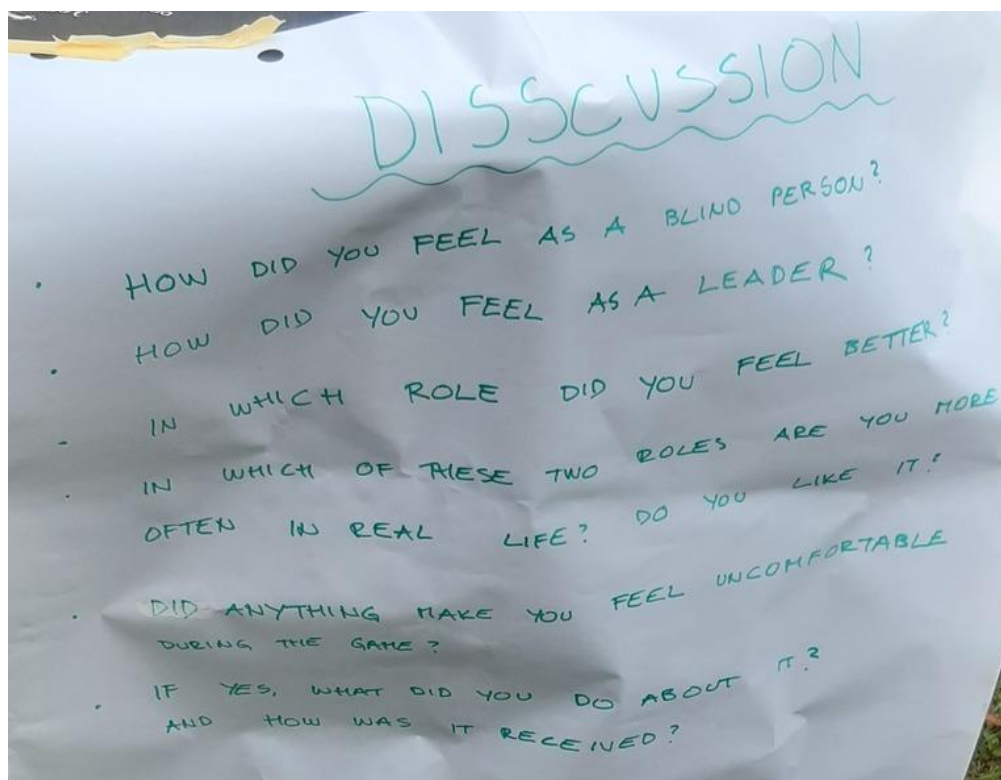 DISSCUSSION
· HOW DID YOU FEEL AS A BLIND PERSON?
· HOW DID YOU FEEL AS A LEADER?
- IN WHICH ROLE DID YOU FEEL BETTER?
· IN WHICH OF THESE TWO ROLES ARE YOU MORE
OFTEN IN REAL LIFE? DO YOU LIKE IT?
· DID ANYTHING MAKE YOU FEEL UNCOMFORTABLE
DURING THE GAME?
· IF YES, WHAT DID YOU DO ABOUT IT?
AND HOW WAS IT RECEIVED?